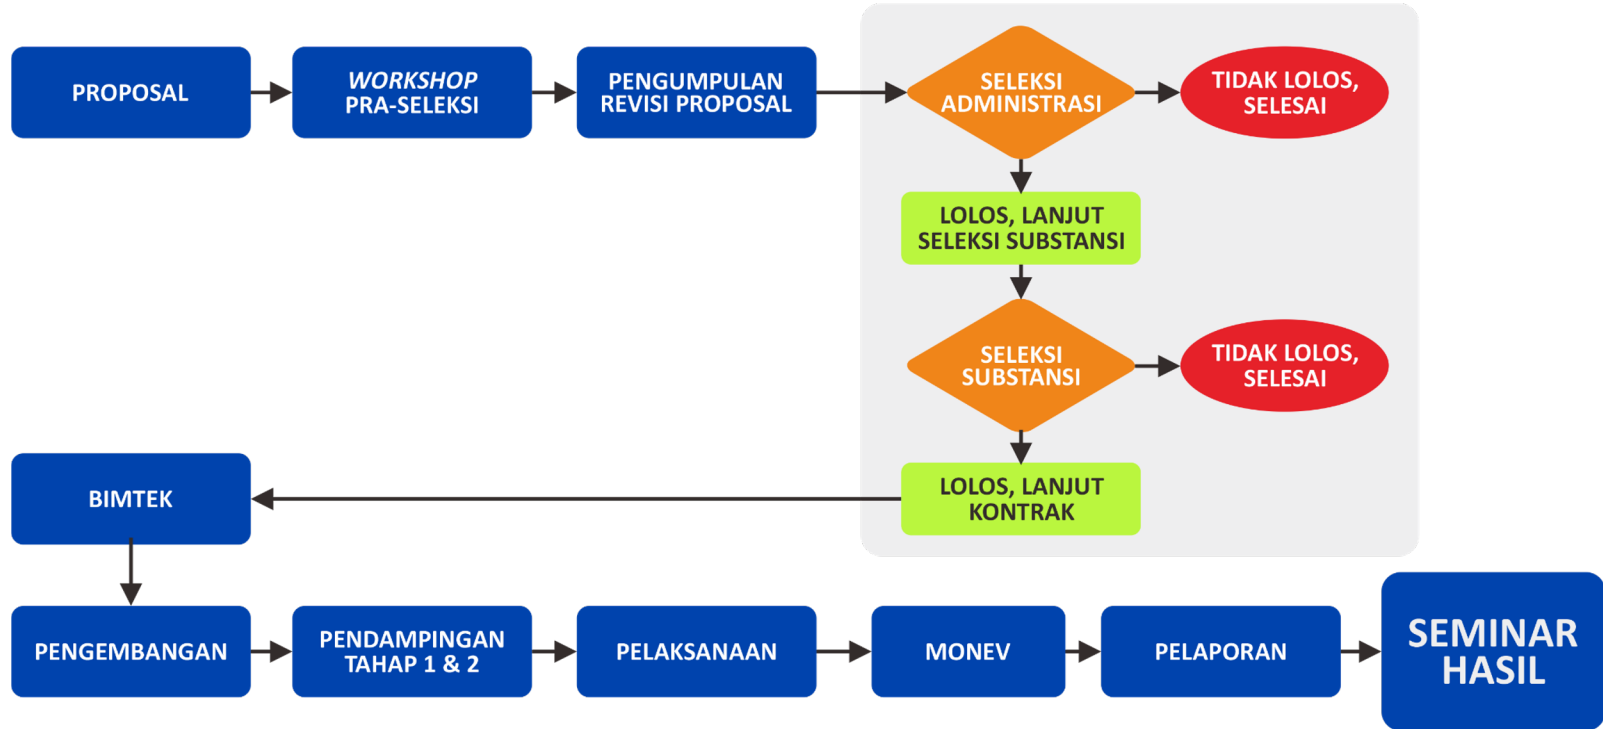 PROPOSAL
WORKSHOP
PRA-SELEKSI
PENGUMPULAN
REVISI PROPOSAL
SELEKSI
ADMINISTRASI
TIDAK LOLOS,
SELESAI
LOLOS, LANJUT
SELEKSI SUBSTANSI
SELEKSI
SUBSTANSI
TIDAK LOLOS,
SELESAI
LOLOS, LANJUT
KONTRAK
BIMTEK
PENGEMBANGAN
PENDAMPINGAN
TAHAP 1 & 2
PELAKSANAAN
MONEV
PELAPORAN
SEMINAR
HASIL